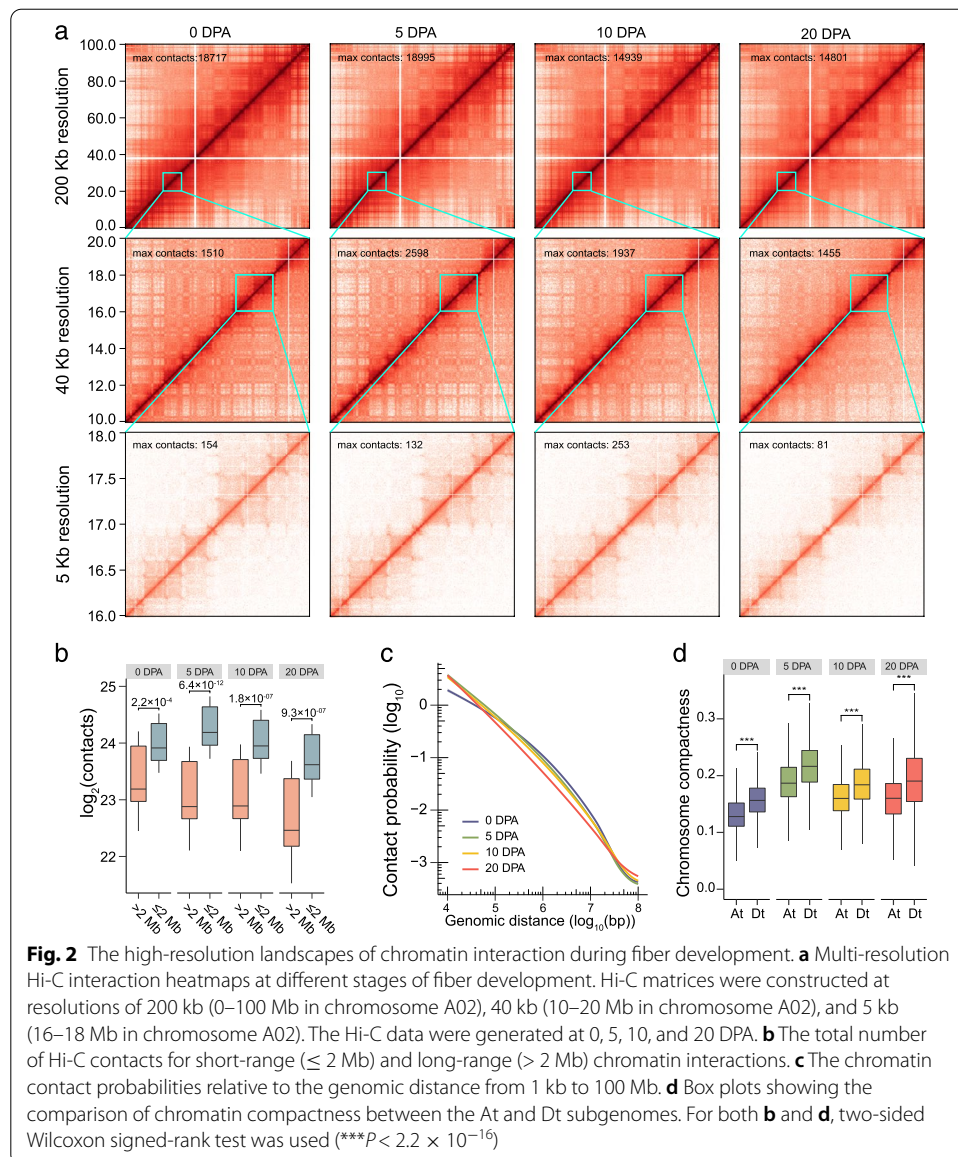 a
0 DPA 5 DPA 10 DPA 20 DPA
200 Kb resolution
100.0
80.0
60.0
40.0
20.0
0.0
max contacts:18717
max contacts: 18995
max contacts: 14939
max contacts: 14801
40 Kb resolution
20.0
18.0
16.0
14.0
12.0
10.0
max contacts: 1510
max contacts: 2598
max contacts: 1937
max contacts: 1455
5 Kb resolution
18.0
17.5
17.0
16.5
16.0
max contacts: 154
max contacts: 132
max contacts: 253
max contacts: 81
b
0 DPA 5 DPA 10 DPA 20 DPA
log₂(contacts)
25
24
23
22
2.2×10⁻⁴
6.4×10⁻¹²
1.8×10⁻⁰⁷
9.3×10⁻⁰⁷
>2 Mb ≤2 Mb >2 Mb ≤2 Mb >2 Mb ≤2 Mb >2 Mb ≤2 Mb
c
Contact probability (log₁₀)
0
−1
−2
−3
0 DPA
5 DPA
10 DPA
20 DPA
4 5 6 7 8
Genomic distance (log₁₀(bp))
d
0 DPA 5 DPA 10 DPA 20 DPA
Chromosome compactness
0.3
0.2
0.1
0.0
***
***
***
***
At Dt At Dt At Dt At Dt
Fig. 2 The high-resolution landscapes of chromatin interaction during fiber development. a Multi-resolution
Hi-C interaction heatmaps at different stages of fiber development. Hi-C matrices were constructed at
resolutions of 200 kb (0–100 Mb in chromosome A02), 40 kb (10–20 Mb in chromosome A02), and 5 kb
(16–18 Mb in chromosome A02). The Hi-C data were generated at 0, 5, 10, and 20 DPA. b The total number
of Hi-C contacts for short-range (≤ 2 Mb) and long-range (> 2 Mb) chromatin interactions. c The chromatin
contact probabilities relative to the genomic distance from 1 kb to 100 Mb. d Box plots showing the
comparison of chromatin compactness between the At and Dt subgenomes. For both b and d, two-sided
Wilcoxon signed-rank test was used (***P < 2.2 × 10⁻¹⁶)